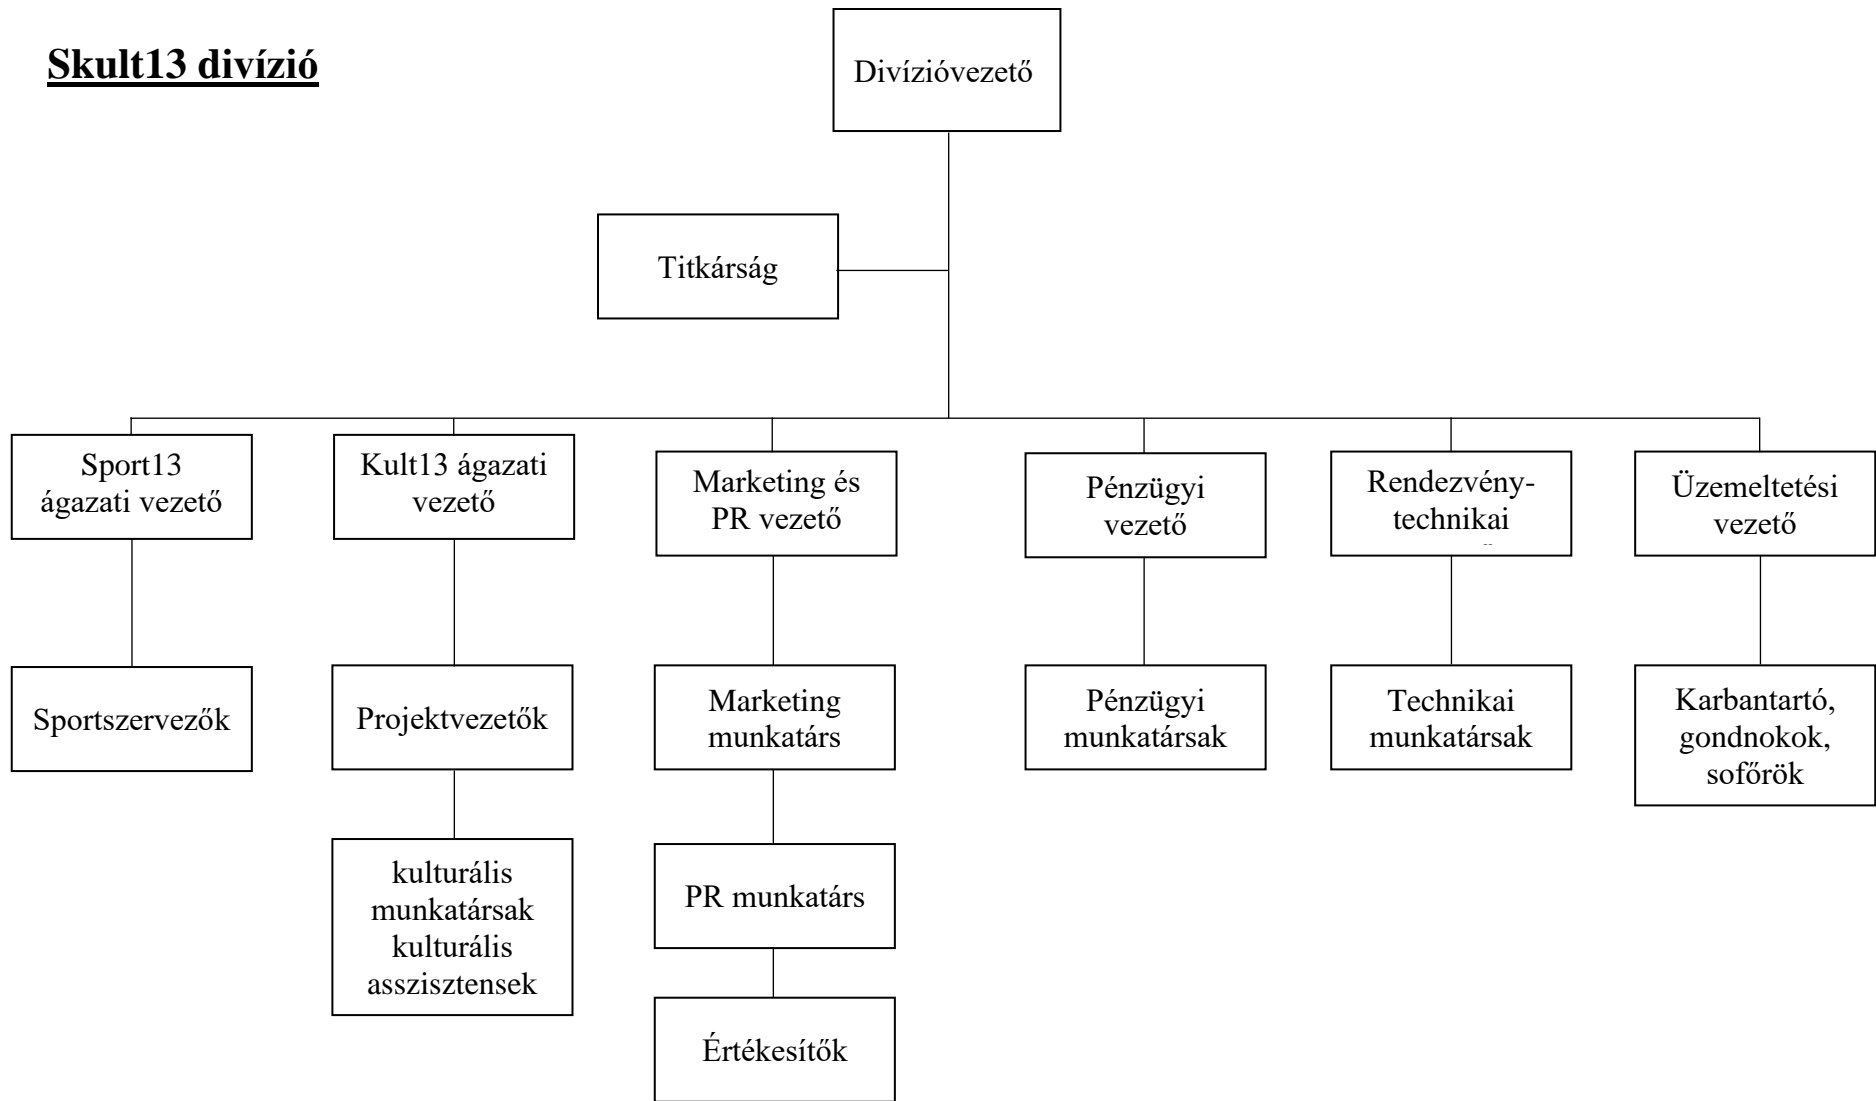 Skult13 divízió
Divízióvezető
Titkárság
Sport13
ágazati vezető
Kult13 ágazati
vezető
Marketing és
PR vezető
Pénzügyi
vezető
Rendezvény-
technikai
Üzemeltetési
vezető
Sportszervezők
Projektvezetők
Marketing
munkatárs
Pénzügyi
munkatársak
Technikai
munkatársak
Karbantartó,
gondnokok,
sofőrök
kulturális
munkatársak
kulturális
asszisztensek
PR munkatárs
Értékesítők